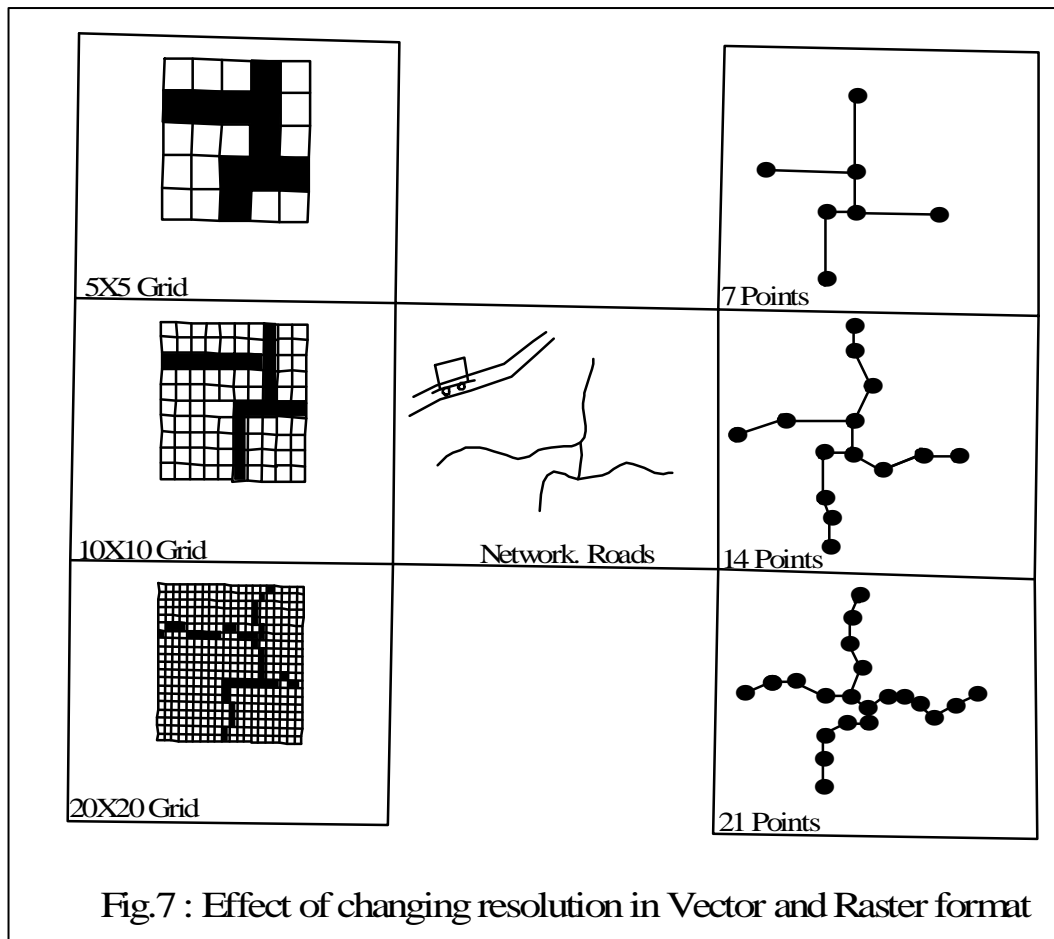 5X5 Grid
7 Points
10X10 Grid
Network. Roads
14 Points
20X20 Grid
21 Points
Fig.7 : Effect of changing resolution in Vector and Raster format